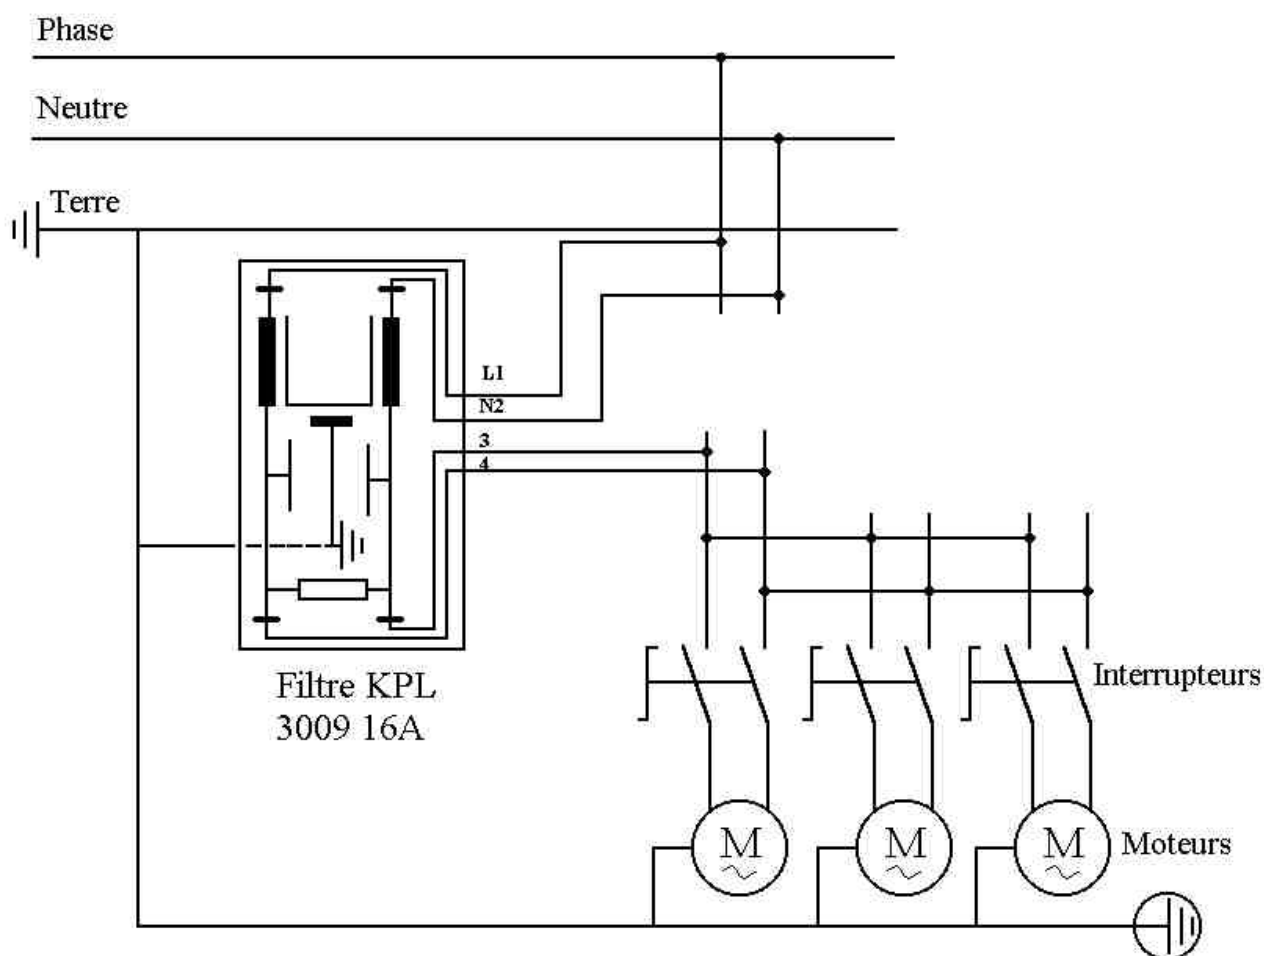 Phase
Neutre
Terre
L1
N2
3
4
Interrupteurs
Filtre KPL
3009 16A
M
M
M
Moteurs